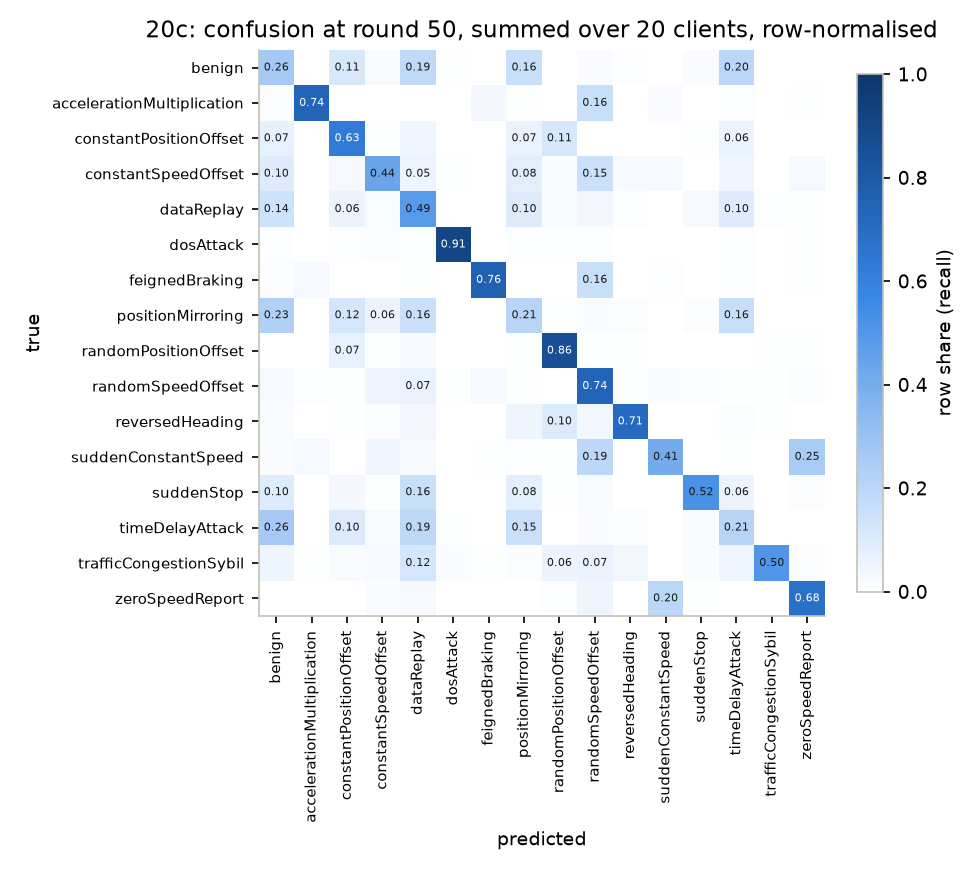 20c: confusion at round 50, summed over 20 clients, row-normalised
benign 0.26 0.11 0.19 0.16 0.20
accelerationMultiplication 0.74 0.16
constantPositionOffset 0.07 0.63 0.07 0.11 0.06
constantSpeedOffset 0.10 0.44 0.05 0.08 0.15
dataReplay 0.14 0.06 0.49 0.10 0.10
dosAttack 0.91
feignedBraking 0.76 0.16
positionMirroring 0.23 0.12 0.06 0.16 0.21 0.16
randomPositionOffset 0.07 0.86
randomSpeedOffset 0.07 0.74
reversedHeading 0.10 0.71
suddenConstantSpeed 0.19 0.41 0.25
suddenStop 0.10 0.16 0.08 0.52 0.06
timeDelayAttack 0.26 0.10 0.19 0.15 0.21
trafficCongestionSybil 0.12 0.06 0.07 0.50
zeroSpeedReport 0.20 0.68
true
benign
accelerationMultiplication
constantPositionOffset
constantSpeedOffset
dataReplay
dosAttack
feignedBraking
positionMirroring
randomPositionOffset
randomSpeedOffset
reversedHeading
suddenConstantSpeed
suddenStop
timeDelayAttack
trafficCongestionSybil
zeroSpeedReport
predicted
1.0
0.8
0.6
0.4
0.2
0.0
row share (recall)